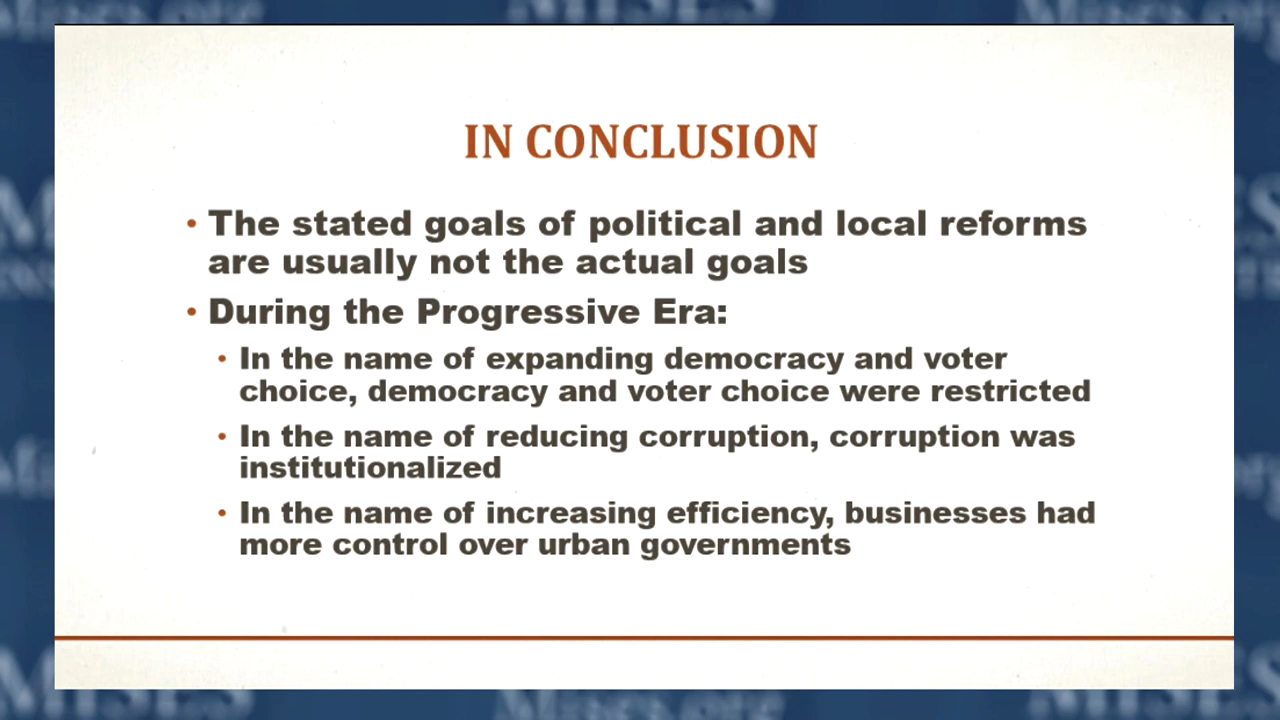 IN CONCLUSION
• The stated goals of political and local reforms
are usually not the actual goals
• During the Progressive Era:
• In the name of expanding democracy and voter
choice, democracy and voter choice were restricted
• In the name of reducing corruption, corruption was
institutionalized
• In the name of increasing efficiency, businesses had
more control over urban governments
Mises.org